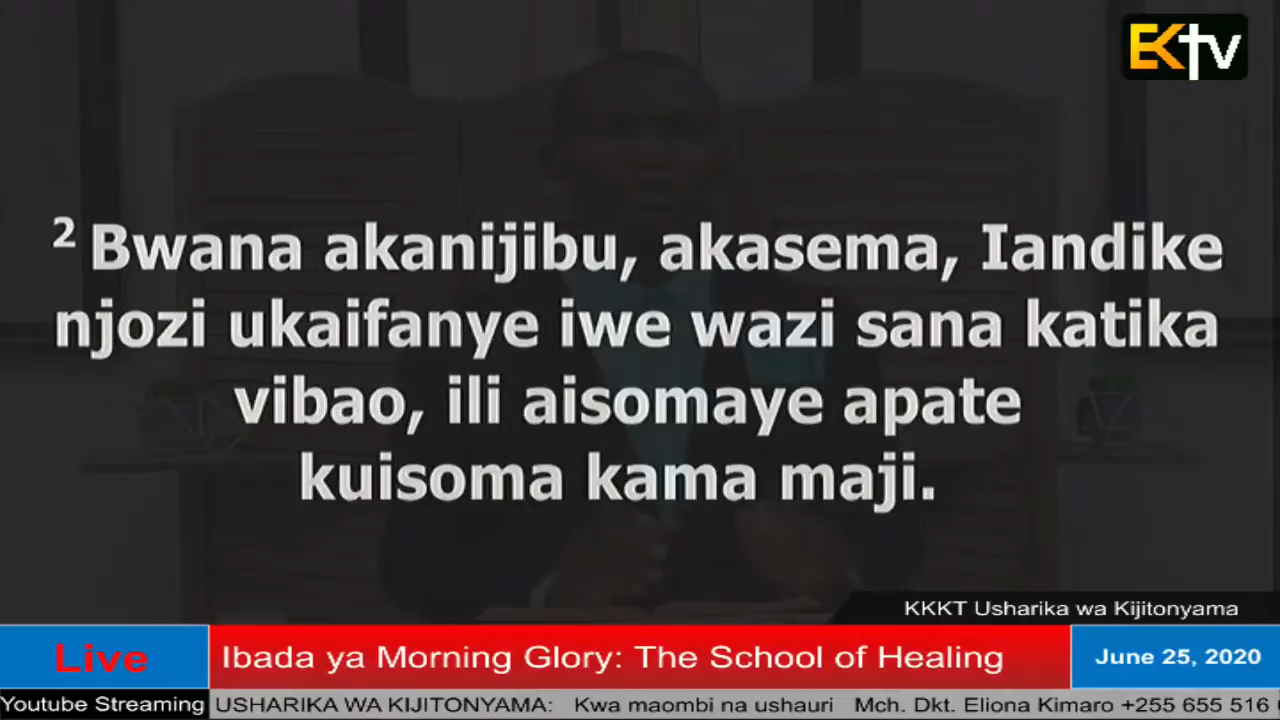 EKTV
² Bwana akanijibu, akasema, Iandike
njozi ukaifanye iwe wazi sana katika
vibao, ili aisomaye apate
kuisoma kama maji.
KKKT Usharika wa Kijitonyama
Live
Ibada ya Morning Glory: The School of Healing
June 25, 2020
Youtube Streaming
USHARIKA WA KIJITONYAMA: Kwa maombi na ushauri Mch. Dkt. Eliona Kimaro +255 655 516